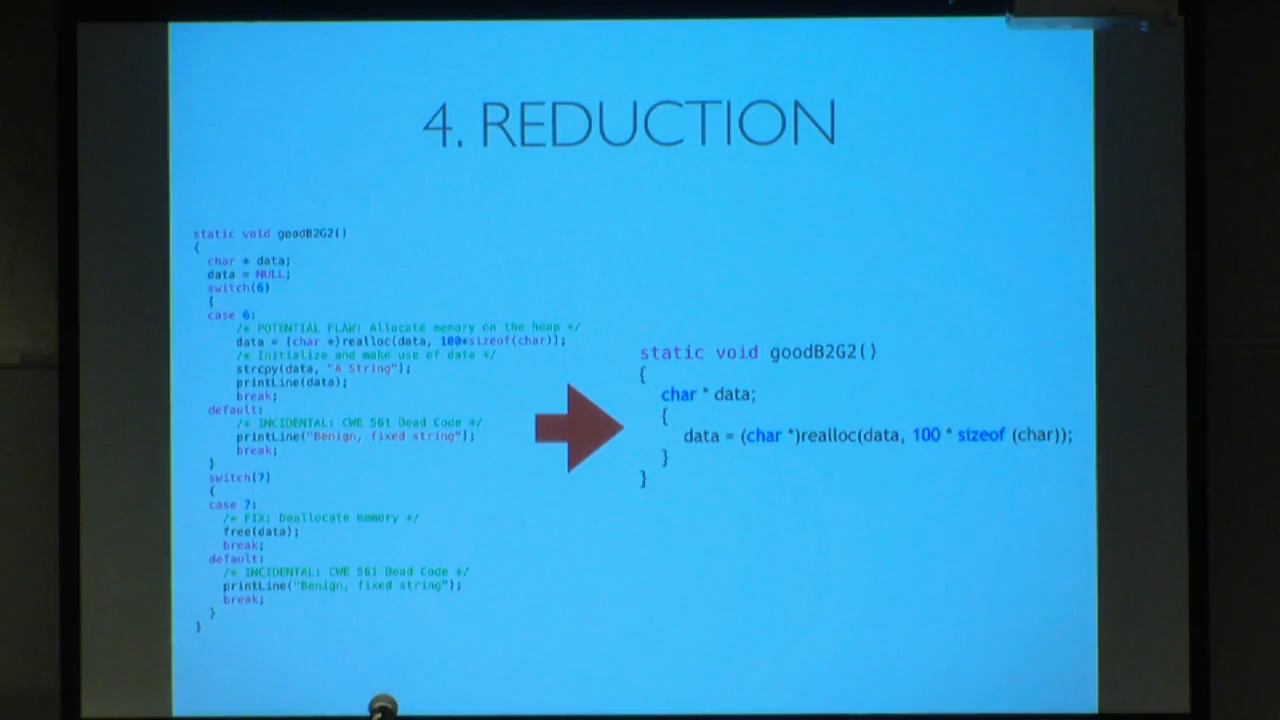 4. REDUCTION
static void goodB2G2()
{
char * data;
data = NULL;
switch(6)
{
case 6:
/* POTENTIAL FLAW: Allocate memory on the heap */
data = (char *)realloc(data, 100*sizeof(char));
/* Initialize and make use of data */
strcpy(data, "A String");
printLine(data);
break;
default:
/* INCIDENTAL: CWE 561 Dead Code */
printLine("Benign, fixed string");
break;
}
switch(7)
{
case 7:
/* FIX: Deallocate memory */
free(data);
break;
default:
/* INCIDENTAL: CWE 561 Dead Code */
printLine("Benign, fixed string");
break;
}
}
static void goodB2G2()
{
char * data;
{
data = (char *)realloc(data, 100 * sizeof (char));
}
}